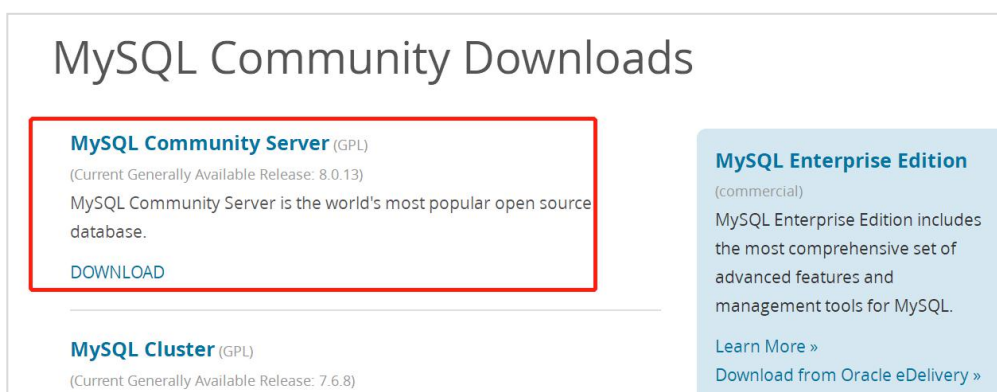 MySQL Community Downloads
MySQL Community Server (GPL)
(Current Generally Available Release: 8.0.13)
MySQL Community Server is the world's most popular open source
database.
DOWNLOAD
MySQL Cluster (GPL)
(Current Generally Available Release: 7.6.8)
MySQL Enterprise Edition
(commercial)
MySQL Enterprise Edition includes
the most comprehensive set of
advanced features and
management tools for MySQL.
Learn More »
Download from Oracle eDelivery »